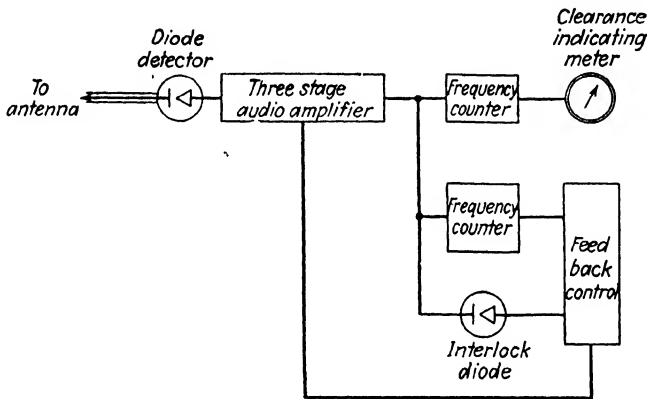 Clearance
indicating
meter
Diode
detector
To
antenna
Three stage
audio amplifier
Frequency
counter
Frequency
counter
Feed
back
control
Interlock
diode